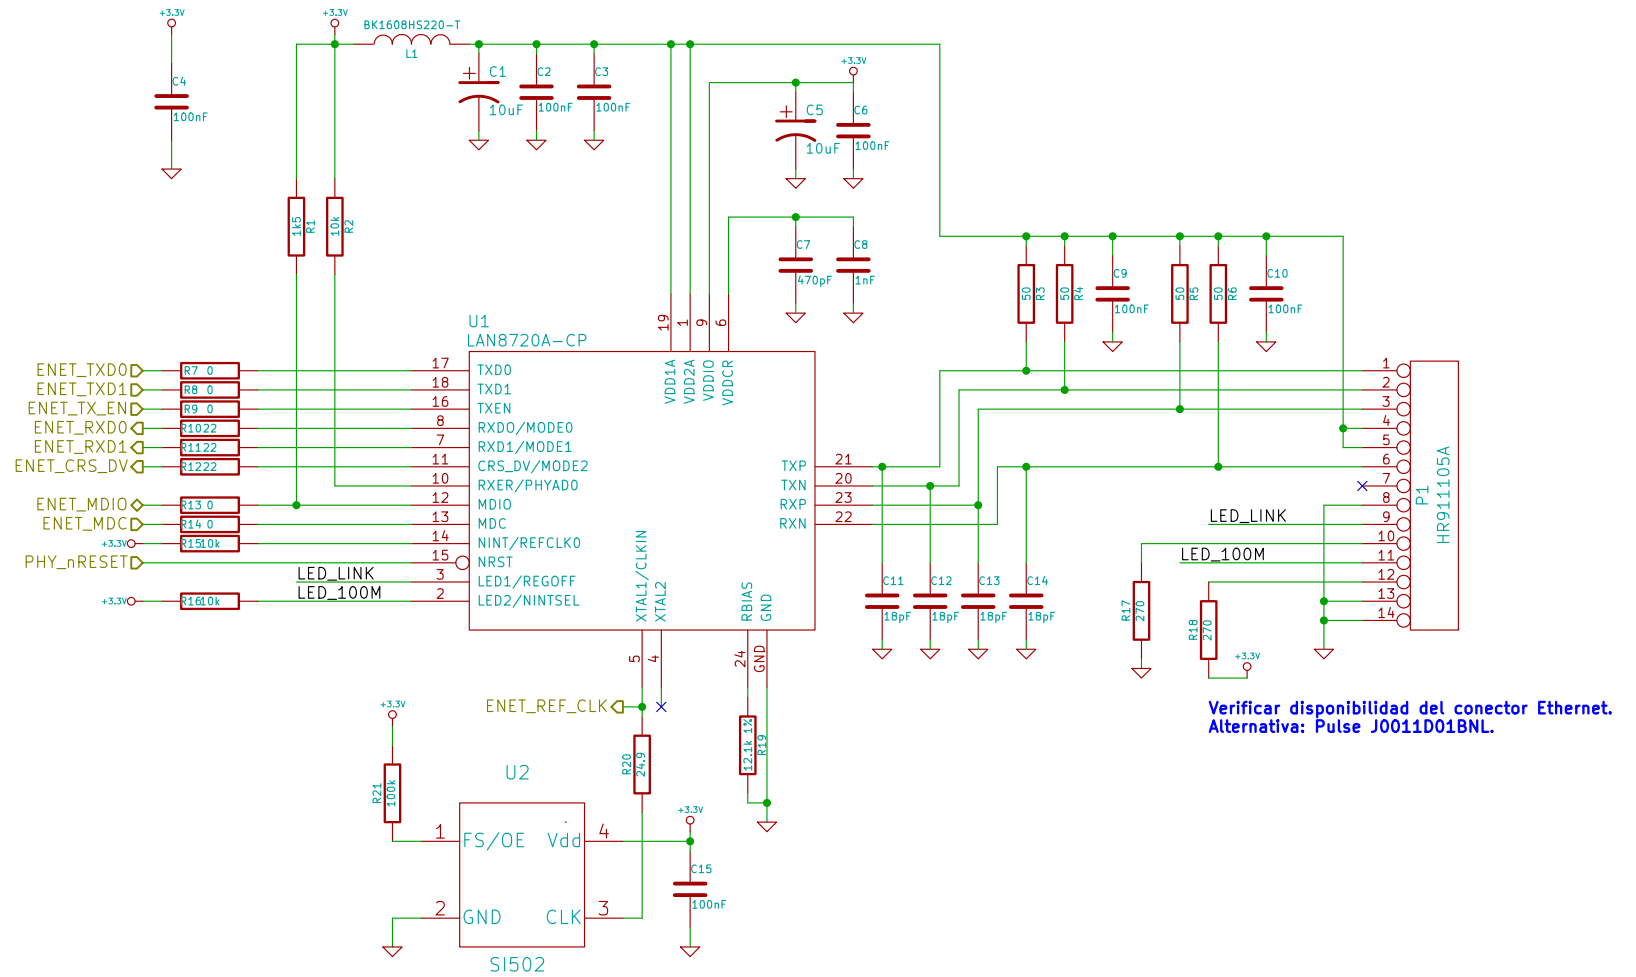 +3.3V
C4
100nF
+3.3V
BK1608HS220-T
L1
C1
10uF
C2
100nF
C3
100nF
+3.3V
C5
10uF
C6
100nF
C7
470pF
C8
1nF
1k5
R1
10k
R2
50
R3
50
R4
C9
100nF
50
R5
50
R6
C10
100nF
U1
LAN8720A-CP
19
1
9
6
VDD1A
VDD2A
VDDIO
VDDCR
ENET_TXD0 R7 0 17 TXD0
ENET_TXD1 R8 0 18 TXD1
ENET_TX_EN R9 0 16 TXEN
ENET_RXD0 R10 22 8 RXD0/MODE0
ENET_RXD1 R11 22 7 RXD1/MODE1
ENET_CRS_DV R12 22 11 CRS_DV/MODE2
10 RXER/PHYAD0
ENET_MDIO R13 0 12 MDIO
ENET_MDC R14 0 13 MDC
+3.3V R15 10k 14 NINT/REFCLK0
PHY_nRESET 15 NRST
LED_LINK 3 LED1/REGOFF
LED_100M
+3.3V R16 10k 2 LED2/NINTSEL
TXP 21
TXN 20
RXP 23
RXN 22
XTAL1/CLKIN
XTAL2
RBIAS
GND
5
4
24
GND
C11
18pF
C12
18pF
C13
18pF
C14
18pF
1
2
3
4
5
6
7
8
9
10
11
12
13
14
P1
HR911105A
LED_LINK
LED_100M
R17
270
R18
270
+3.3V
Verificar disponibilidad del conector Ethernet.
Alternativa: Pulse J0011D01BNL.
ENET_REF_CLK
R20
24.9
12.1k 1%
R19
+3.3V
R21
100k
U2
1 FS/OE Vdd 4
2 GND CLK 3
SI502
+3.3V
C15
100nF